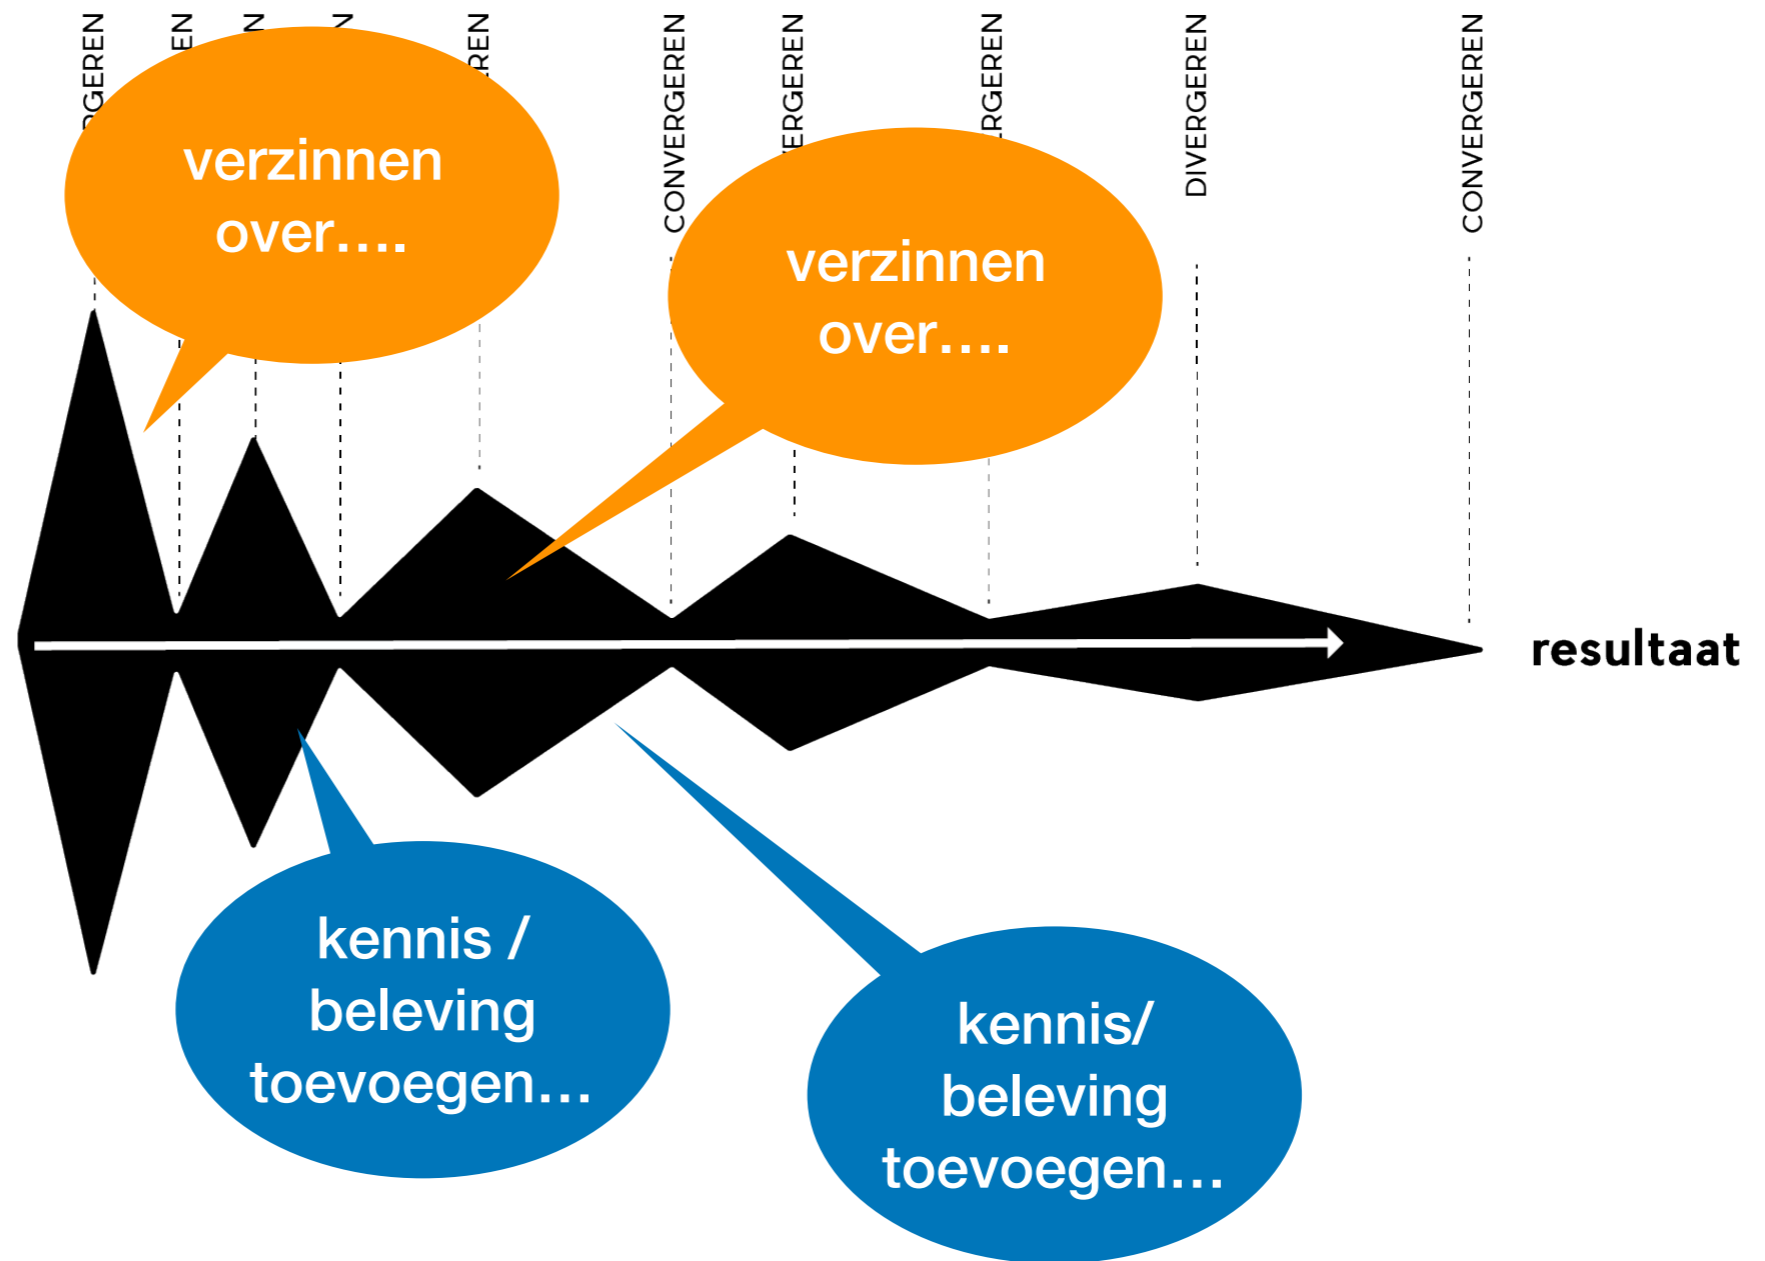 CONVERGEREN
DIVERGEREN
CONVERGEREN
verzinnen
over....
verzinnen
over....
resultaat
kennis /
beleving
toevoegen...
kennis/
beleving
toevoegen...